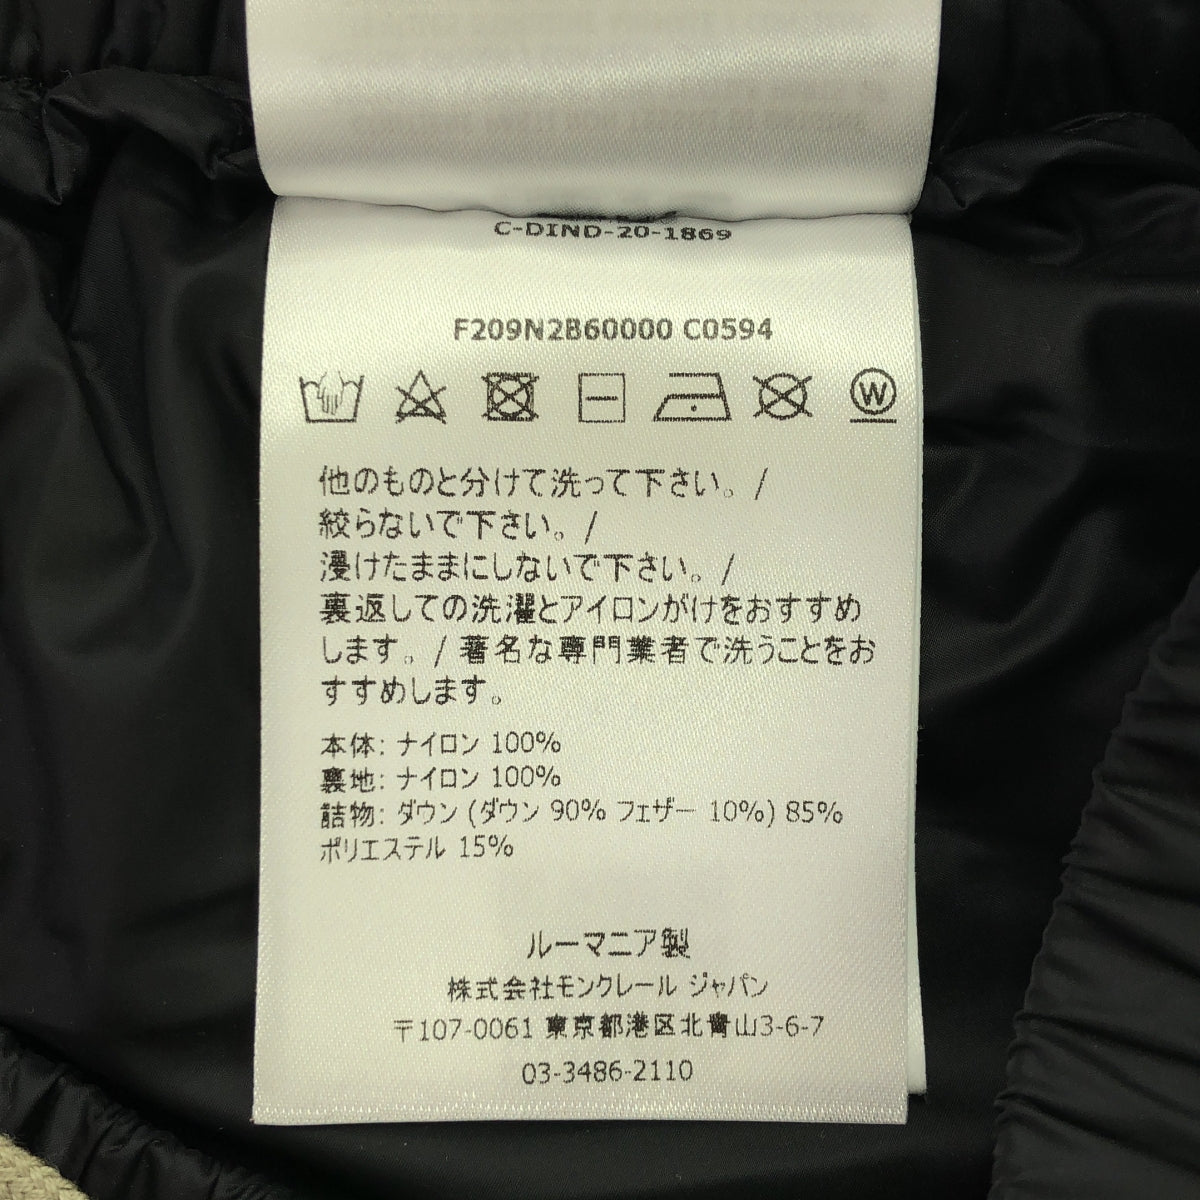 C-DIND-20-1869
F209N2B60000 C0594
W
他のものと分けて洗って下さい。/
絞らないで下さい。/
浸けたままにしないで下さい。/
裏返しての洗濯とアイロンがけをおすすめ
します。/ 著名な専門業者で洗うことをお
すすめします。
本体: ナイロン 100%
裏地: ナイロン 100%
詰物: ダウン (ダウン 90% フェザー 10%) 85%
ポリエステル 15%
ルーマニア製
株式会社モンクレール ジャパン
〒107-0061 東京都港区北青山3-6-7
03-3486-2110